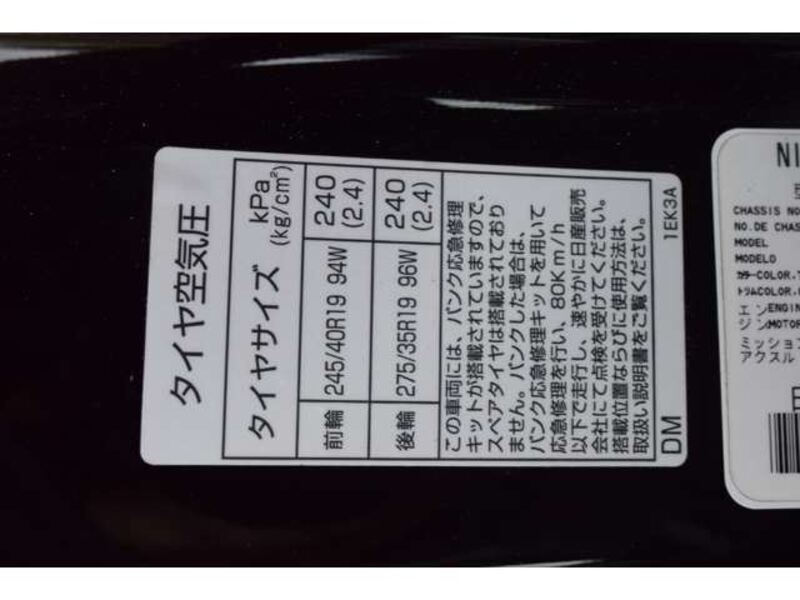 タイヤ空気圧
タイヤサイズ kPa (kg/cm²)
前輪 245/40R19 94W 240 (2.4)
後輪 275/35R19 96W 240 (2.4)
この車両には、パンク応急修理
キットが搭載されていますので、
スペアタイヤは搭載されており
ません。パンクした場合は、
パンク応急修理キットを用いて
応急修理を行い、80Km/h
以下で走行し、速やかに日産販売
会社にて点検を受けてください。
搭載位置ならびに使用方法は、
取扱い説明書をご覧ください。
DM 1EK3A
NI
CHASSIS NO
NO.DE CHAS
MODEL
MODELO
カラーCOLOR.T
トリムCOLOR.
エンENGIN
ジンMOTOR
ミッション
アクスル